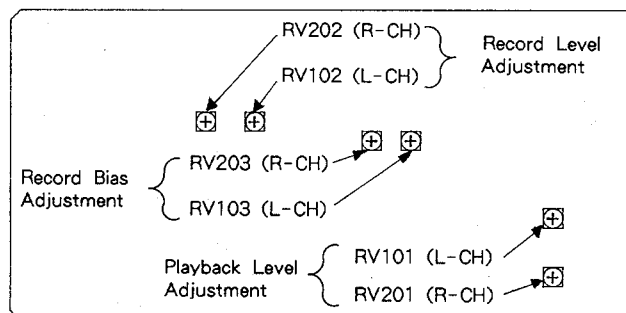 RV202 (R-CH)
RV102 (L-CH)
Record Level
Adjustment
RV203 (R-CH)
RV103 (L-CH)
Record Bias
Adjustment
RV101 (L-CH)
RV201 (R-CH)
Playback Level
Adjustment